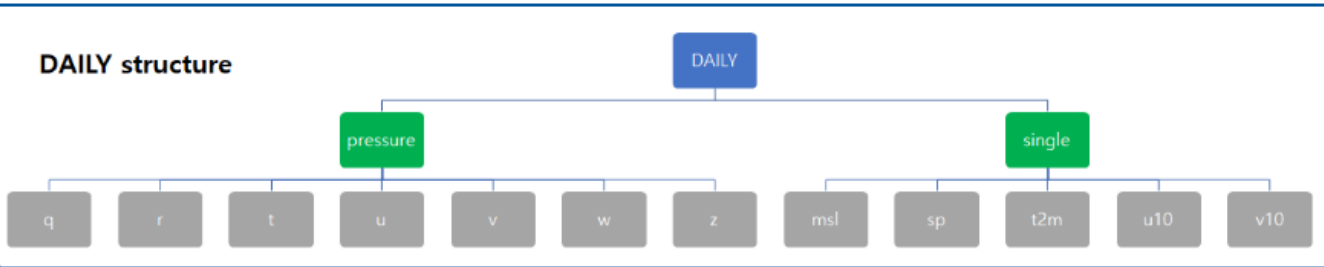 DAILY structure
DAILY
pressure
single
q
r
t
u
v
w
z
msl
sp
t2m
u10
v10